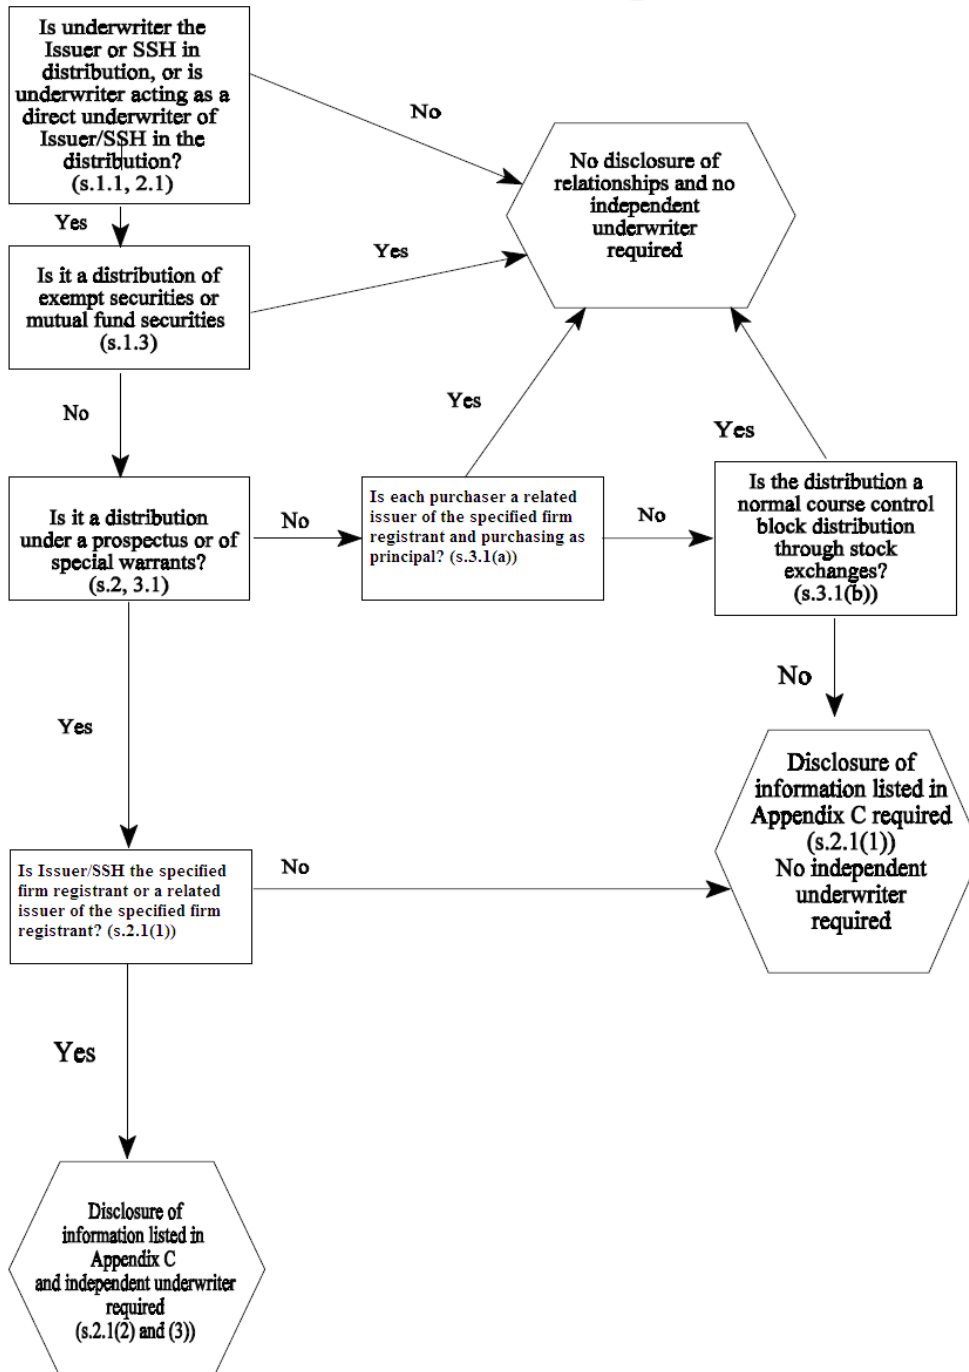 Is underwriter the
Issuer or SSH in
distribution, or is
underwriter acting as a
direct underwriter of
Issuer/SSH in the
distribution?
(s.1.1, 2.1)
No
No disclosure of
relationships and no
independent
underwriter
required
Yes
Yes
Is it a distribution of
exempt securities or
mutual fund securities
(s.1.3)
No
Yes
Yes
Is it a distribution
under a prospectus or of
special warrants?
(s.2, 3.1)
No
Is each purchaser a related
issuer of the specified firm
registrant and purchasing as
principal? (s.3.1(a))
No
Is the distribution a
normal course control
block distribution
through stock
exchanges?
(s.3.1(b))
Yes
No
Disclosure of
information listed in
Appendix C required
(s.2.1(1))
No independent
underwriter
required
Is Issuer/SSH the specified
firm registrant or a related
issuer of the specified firm
registrant? (s.2.1(1))
No
Yes
Disclosure of
information listed in
Appendix C
and independent underwriter
required
(s.2.1(2) and (3))